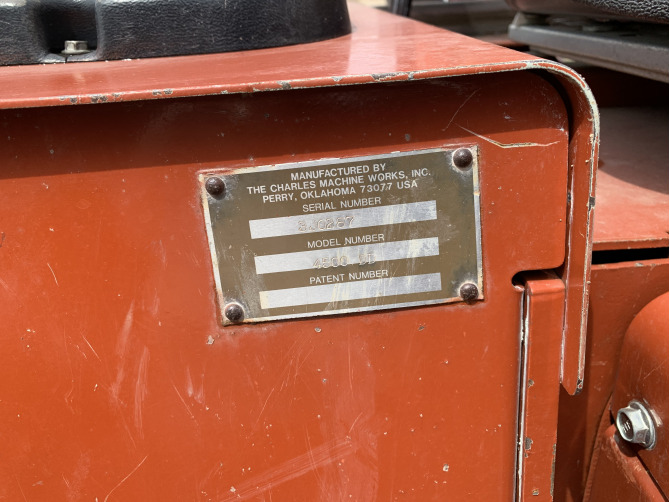 MANUFACTURED BY
THE CHARLES MACHINE WORKS, INC.
PERRY, OKLAHOMA 73077 USA
SERIAL NUMBER
MODEL NUMBER
PATENT NUMBER